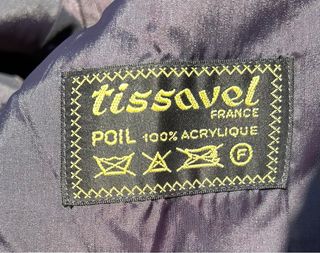 tissavel
FRANCE
POIL 100% ACRYLIQUE
F